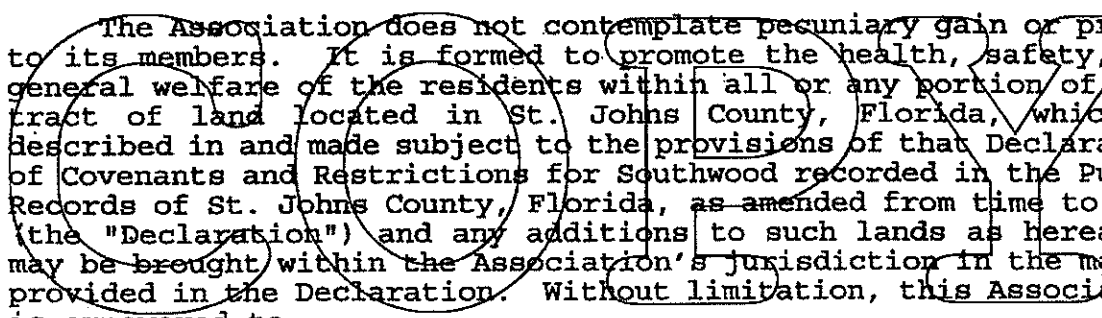 The Association does not contemplate pecuniary gain or
to its members. It is formed to promote the health, safety,
general welfare of the residents within all or any portion of
tract of land located in St. Johns County, Florida, which
described in and made subject to the provisions of that
of Covenants and Restrictions for Southwood recorded in the
Records of St. Johns County, Florida, as amended from time to
(the "Declaration") and any additions to such lands as
may be brought within the Association's jurisdiction in the
provided in the Declaration. Without limitation, this
COPY